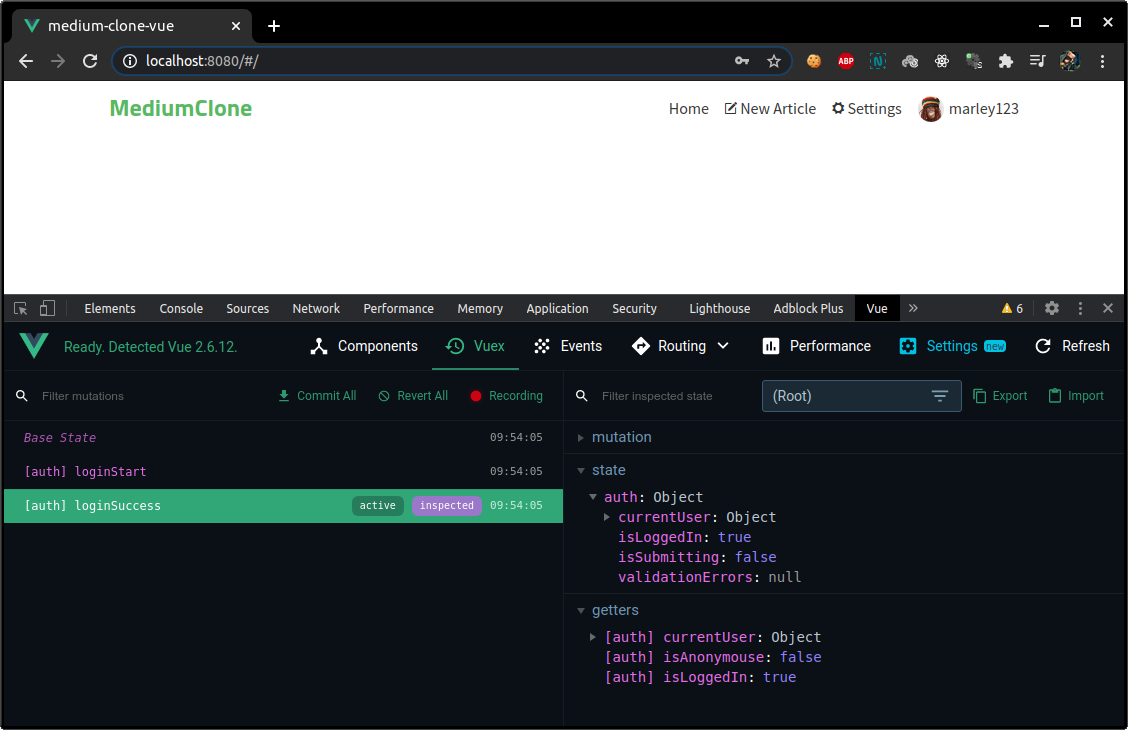 medium-clone-vue
localhost:8080/#/
ABP
N
MediumClone
Home New Article Settings marley123
Elements Console Sources Network Performance Memory Application Security Lighthouse Adblock Plus Vue » 6
Ready. Detected Vue 2.6.12. Components Vuex Events Routing Performance Settings new Refresh
Filter mutations Commit All Revert All Recording Filter inspected state (Root) Export Import
Base State 09:54:05
[auth] loginStart 09:54:05
[auth] loginSuccess active inspected 09:54:05
mutation
state
auth: Object
currentUser: Object
isLoggedIn: true
isSubmitting: false
validationErrors: null
getters
[auth] currentUser: Object
[auth] isAnonymouse: false
[auth] isLoggedIn: true